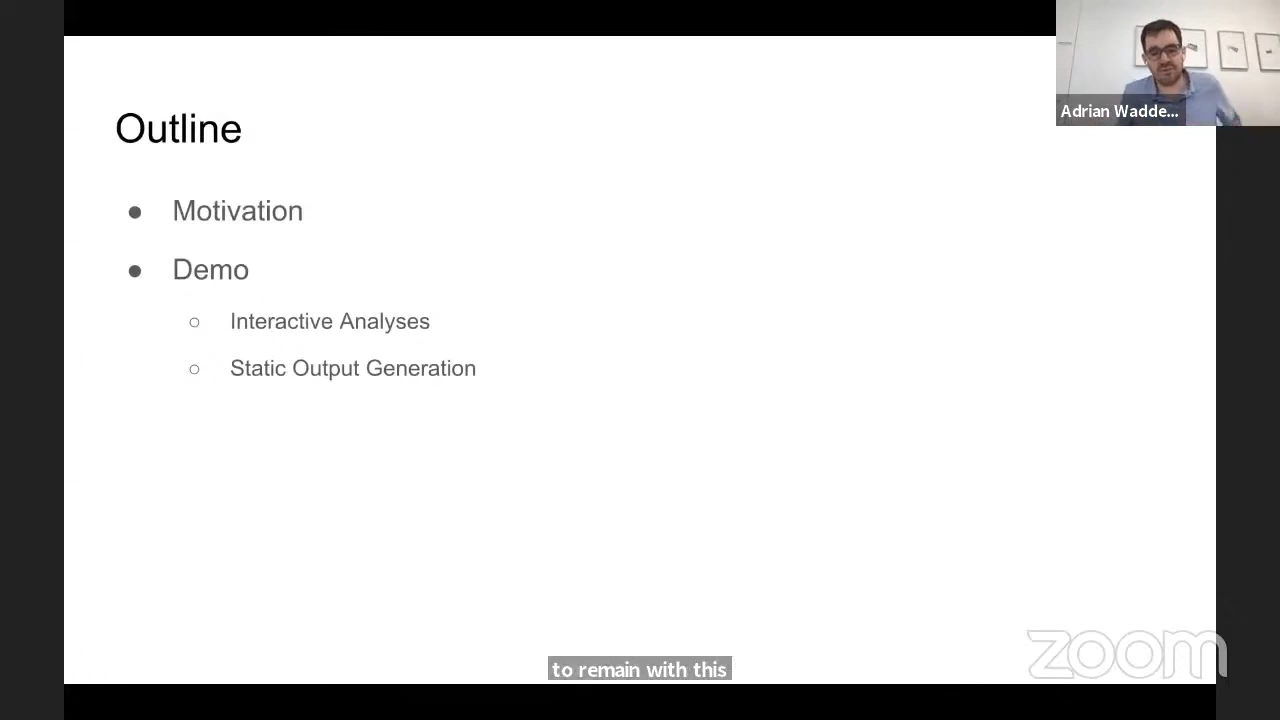 Outline
● Motivation
● Demo
○ Interactive Analyses
○ Static Output Generation
Adrian Wadde...
to remain with this
zoom